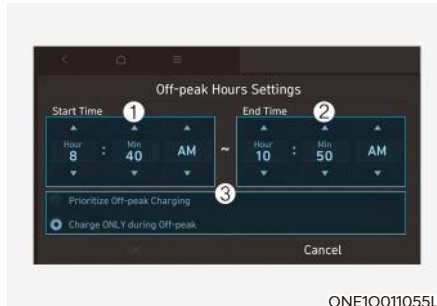 Off-peak Hours Settings
Start Time 1 End Time 2
Hour Min Hour Min
8 : 40 AM ~ 10 : 50 AM
3
Prioritize Off-peak Charging
Charge ONLY during Off-peak
OK Cancel
ONE1Q011055L